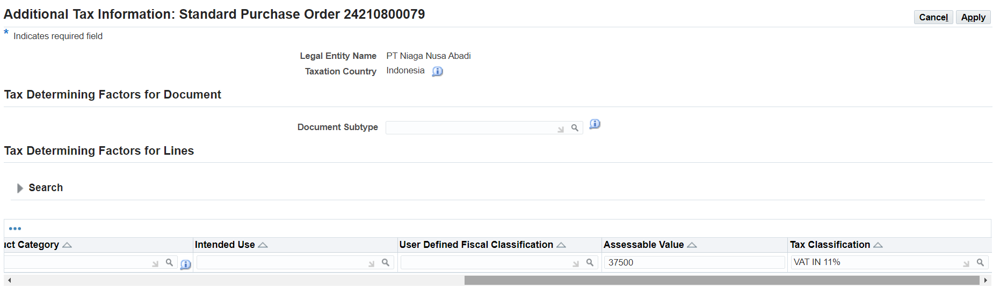 Additional Tax Information: Standard Purchase Order 24210800079
Cancel Apply
* Indicates required field
Legal Entity Name PT Niaga Nusa Abadi
Taxation Country Indonesia
Tax Determining Factors for Document
Document Subtype
Tax Determining Factors for Lines
Search
uct Category Intended Use User Defined Fiscal Classification Assessable Value Tax Classification
37500 VAT IN 11%